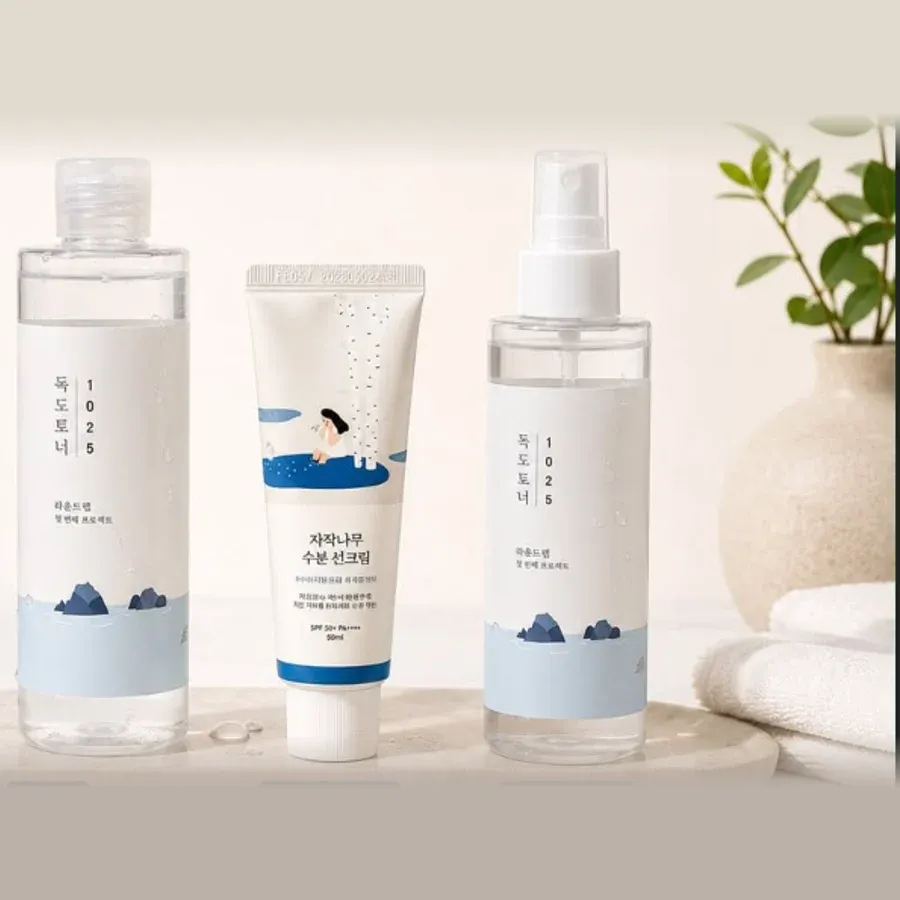 독도토너
1025
라운드랩
첫 번째 프로젝트
자작나무
수분 선크림
SPF 50+ PA++++
50ml
독도토너
1025
라운드랩
첫 번째 프로젝트